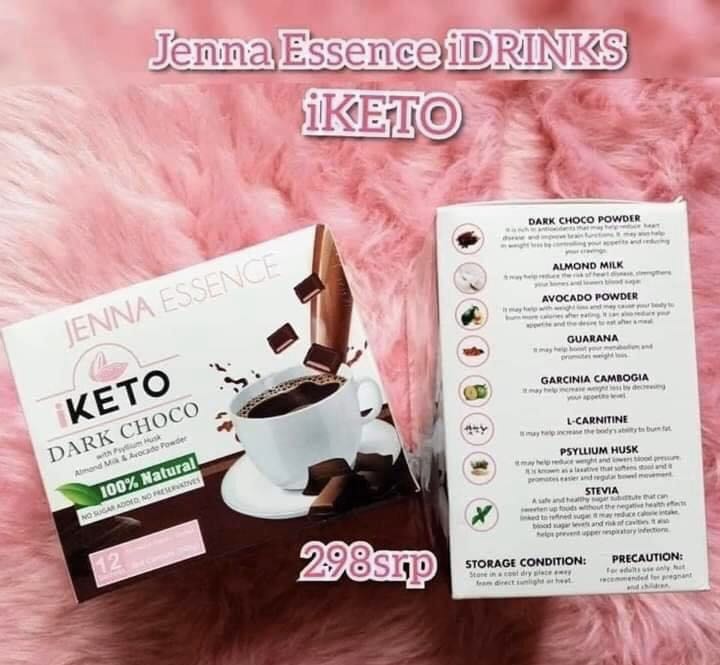 Jenna Essence iDRINKS
iKETO
JENNA ESSENCE
iKETO
DARK CHOCO
with Psyllium Husk
Almond Milk & Avocado Powder
100% Natural
NO SUGAR ADDED, NO PRESERVATIVES
12
298srp
DARK CHOCO POWDER
It is rich in antioxidants that may help reduce heart
disease and improve brain functions. It may also help
in weight loss by controlling your appetite and reducing
your cravings.
ALMOND MILK
It may help reduce the risk of heart disease, strengthens
your bones and lowers blood sugar.
AVOCADO POWDER
It may help with weight loss and may cause your body to
burn more calories after eating. It can also reduce your
appetite and the desire to eat after a meal.
GUARANA
It may help boost your metabolism and
promotes weight loss.
GARCINIA CAMBOGIA
It may help increase weight loss by decreasing
your appetite level.
L-CARNITINE
It may help increase the body's ability to burn fat.
PSYLLIUM HUSK
It may help reduce weight and lowers blood pressure.
It is known as a laxative that softens stool and it
promotes easier and regular bowel movement.
STEVIA
A safe and healthy sugar substitute that can
sweeten up foods without the negative health effects
linked to refined sugar. It may reduce calorie intake,
blood sugar levels and risk of cavities. It also
helps prevent upper respiratory infections.
STORAGE CONDITION:
Store in a cool dry place away
from direct sunlight or heat.
PRECAUTION:
For adults use only. Not
recommended for pregnant
and children.